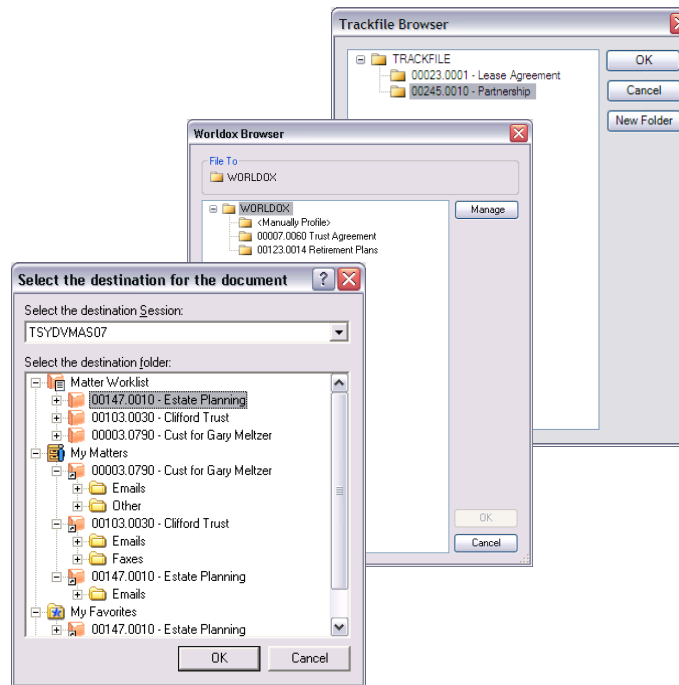 Trackfile Browser
TRACKFILE
00023.0001 - Lease Agreement
00245.0010 - Partnership
OK
Cancel
New Folder
Worldox Browser
File To
WORLDOX
WORLDOX
<Manually Profile>
00007.0060 Trust Agreement
00123.0014 Retirement Plans
Manage
OK
Cancel
Select the destination for the document
Select the destination Session:
TSYDVMAS07
Select the destination folder:
Matter Worklist
00147.0010 - Estate Planning
00103.0030 - Clifford Trust
00003.0790 - Cust for Gary Meltzer
My Matters
00003.0790 - Cust for Gary Meltzer
Emails
Other
00103.0030 - Clifford Trust
Emails
Faxes
00147.0010 - Estate Planning
Emails
My Favorites
00147.0010 - Estate Planning
OK
Cancel